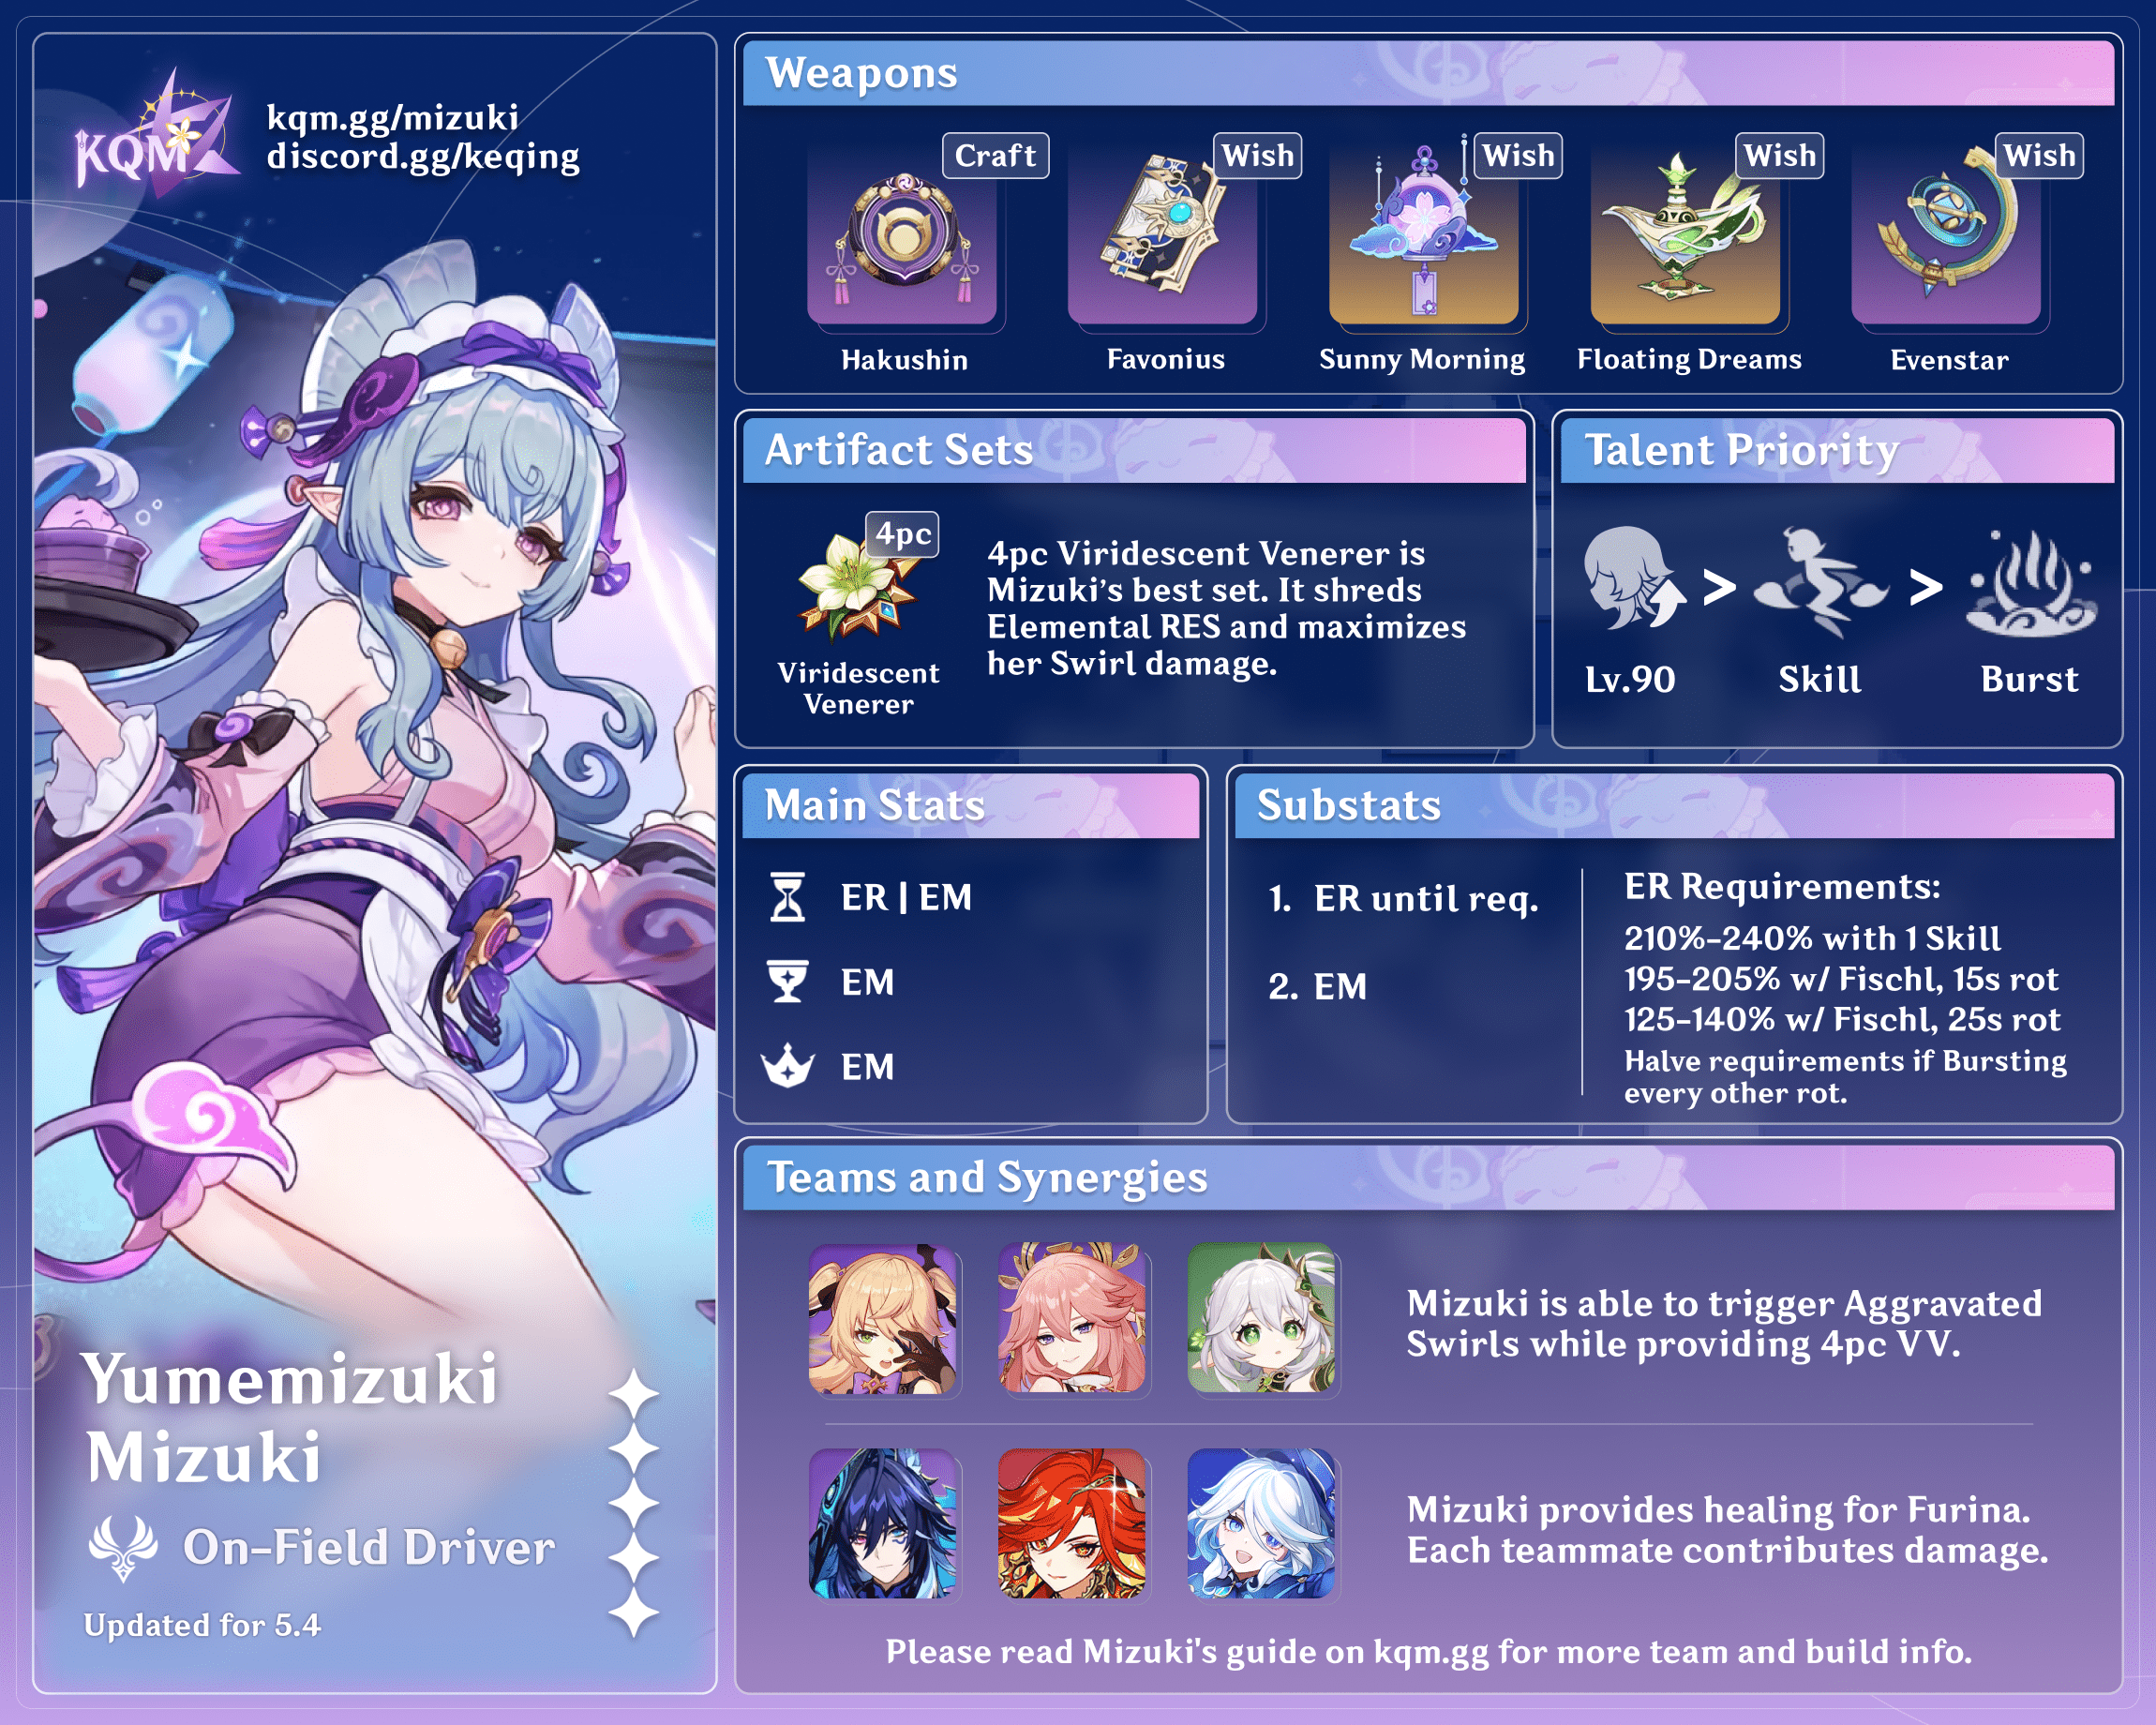 KQM
kqm.gg/mizuki
discord.gg/keqing
Yumemizuki
Mizuki
On-Field Driver
Updated for 5.4
Weapons
Craft
Wish
Wish
Wish
Wish
Hakushin
Favonius
Sunny Morning
Floating Dreams
Evenstar
Artifact Sets
4pc
Viridescent
Venerer
4pc Viridescent Venerer is
Mizuki’s best set. It shreds
Elemental RES and maximizes
her Swirl damage.
Talent Priority
> >
Lv.90
Skill
Burst
Main Stats
ER | EM
EM
EM
Substats
1. ER until req.
2. EM
ER Requirements:
210%-240% with 1 Skill
195-205% w/ Fischl, 15s rot
125-140% w/ Fischl, 25s rot
Halve requirements if Bursting
every other rot.
Teams and Synergies
Mizuki is able to trigger Aggravated
Swirls while providing 4pc VV.
Mizuki provides healing for Furina.
Each teammate contributes damage.
Please read Mizuki's guide on kqm.gg for more team and build info.